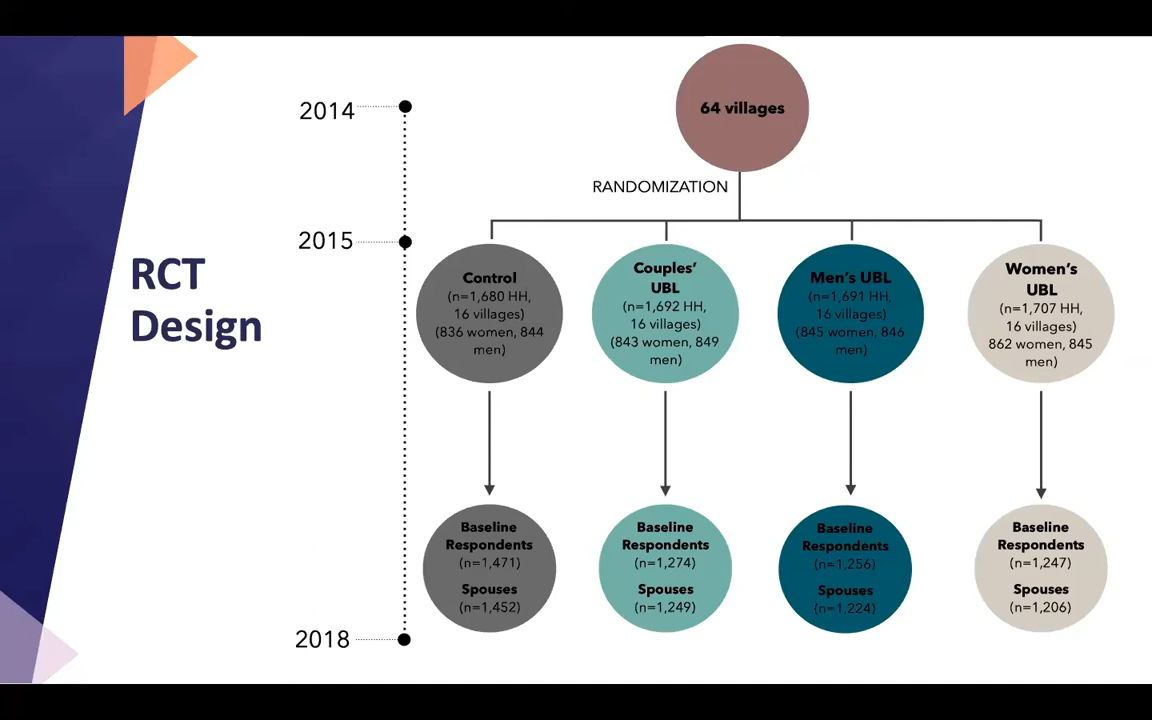 RCT
Design
2014
2015
2018
64 villages
RANDOMIZATION
Control
(n=1,680 HH,
16 villages)
(836 women, 844
men)
Couples’
UBL
(n=1,692 HH,
16 villages)
(843 women, 849
men)
Men’s UBL
(n=1,691 HH,
16 villages)
(845 women, 846
men)
Women’s
UBL
(n=1,707 HH,
16 villages)
862 women, 845
men)
Baseline
Respondents
(n=1,471)
Spouses
(n=1,452)
Baseline
Respondents
(n=1,274)
Spouses
(n=1,249)
Baseline
Respondents
(n=1,256)
Spouses
(n=1,224)
Baseline
Respondents
(n=1,247)
Spouses
(n=1,206)